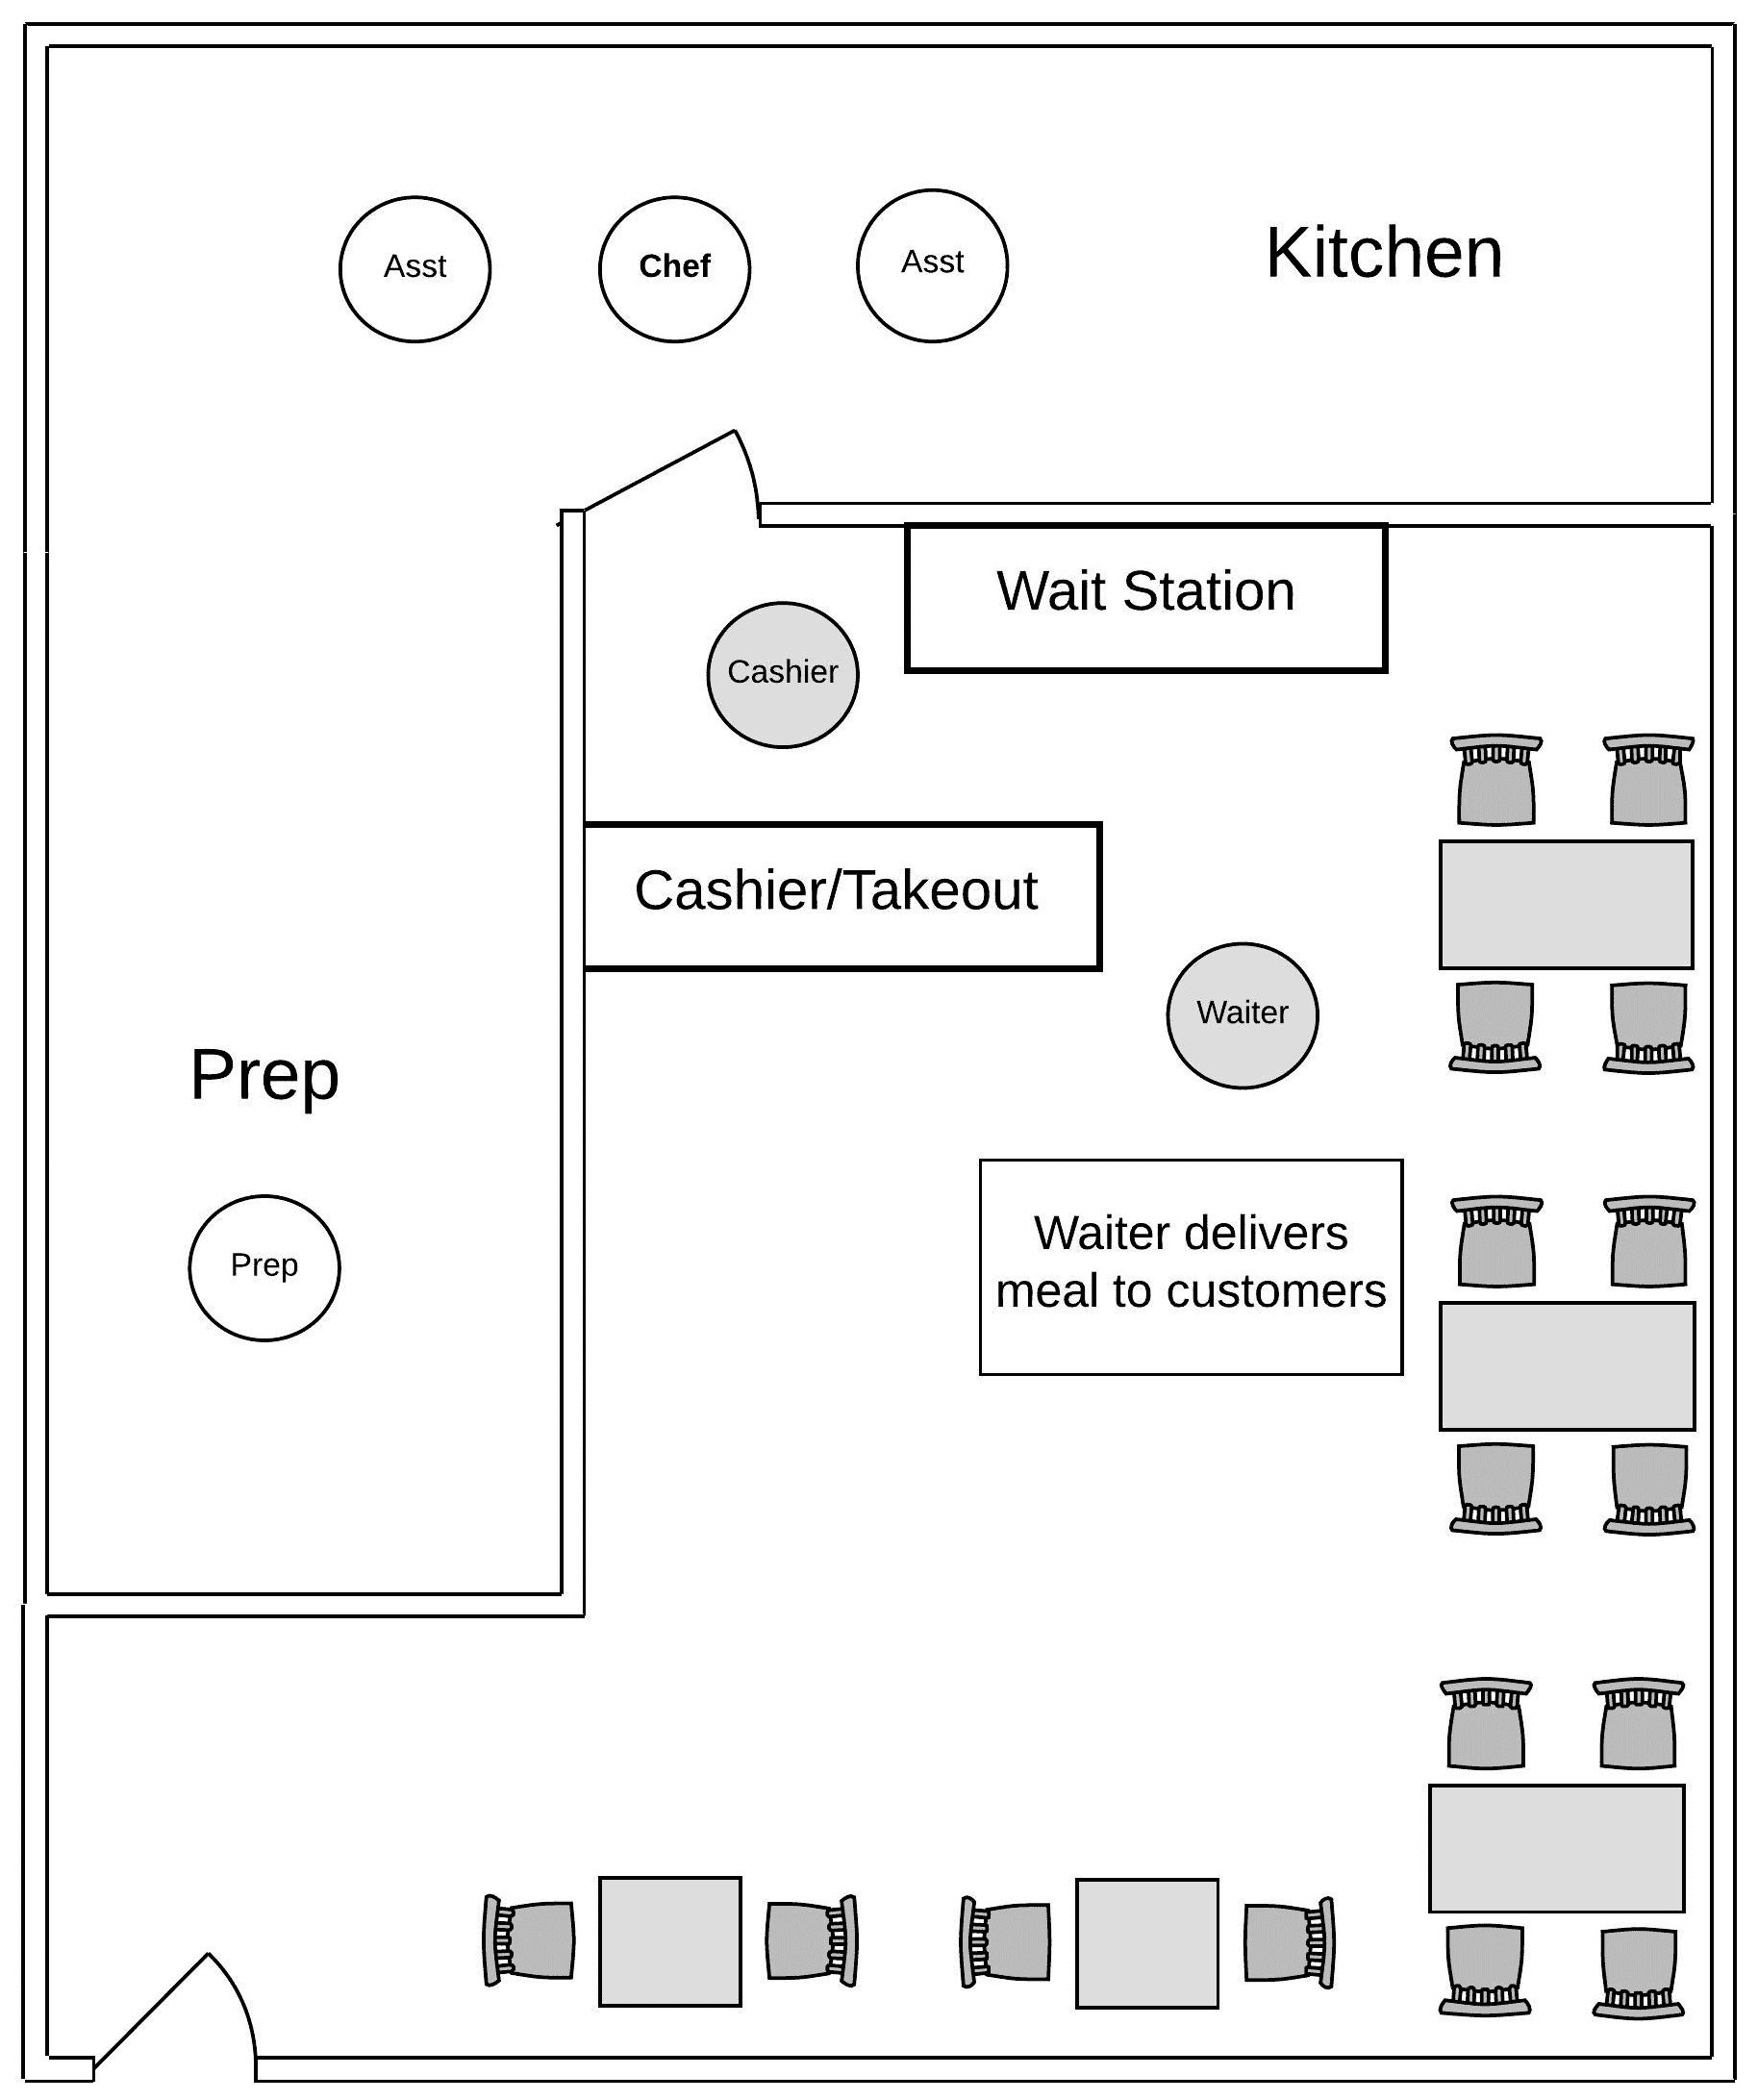 Asst
Chef
Asst
Kitchen
Wait Station
Cashier
Cashier/Takeout
Waiter
Prep
Waiter delivers
meal to customers
Prep